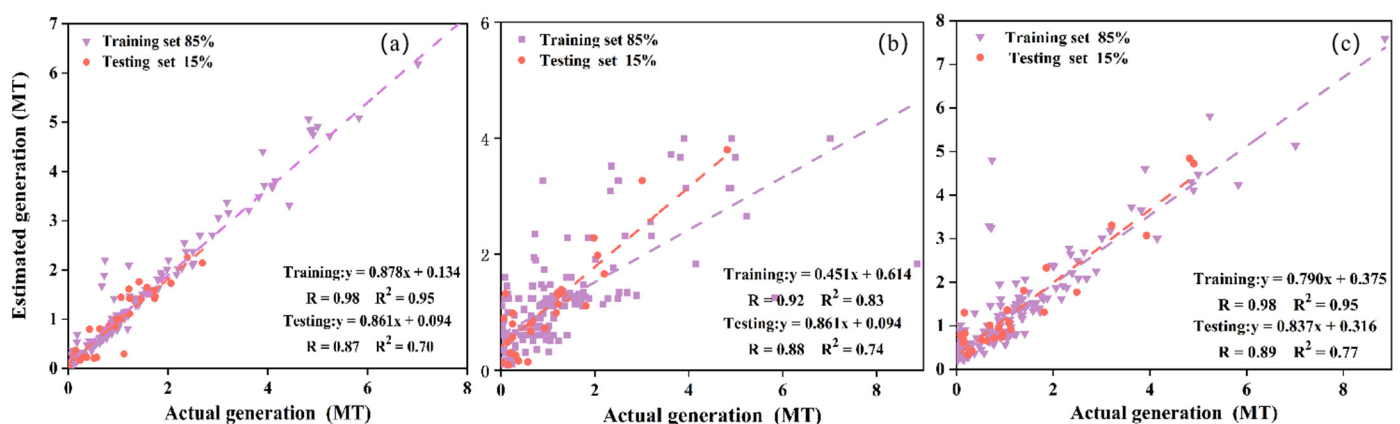 Estimated generation (MT)
7
6
5
4
3
2
1
0
Training set 85%
Testing set 15%
(a)
Training:y = 0.878x + 0.134
R = 0.98 R² = 0.95
Testing:y = 0.861x + 0.094
R = 0.87 R² = 0.70
0 2 4 6 8
Actual generation (MT)
6
4
2
0
Training set 85%
Testing set 15%
(b)
Training:y = 0.451x + 0.614
R = 0.92 R² = 0.83
Testing:y = 0.861x + 0.094
R = 0.88 R² = 0.74
0 2 4 6 8
Actual generation (MT)
8
7
6
5
4
3
2
1
0
Training set 85%
Testing set 15%
(c)
Training:y = 0.790x + 0.375
R = 0.98 R² = 0.95
Testing:y = 0.837x + 0.316
R = 0.89 R² = 0.77
0 2 4 6 8
Actual generation (MT)